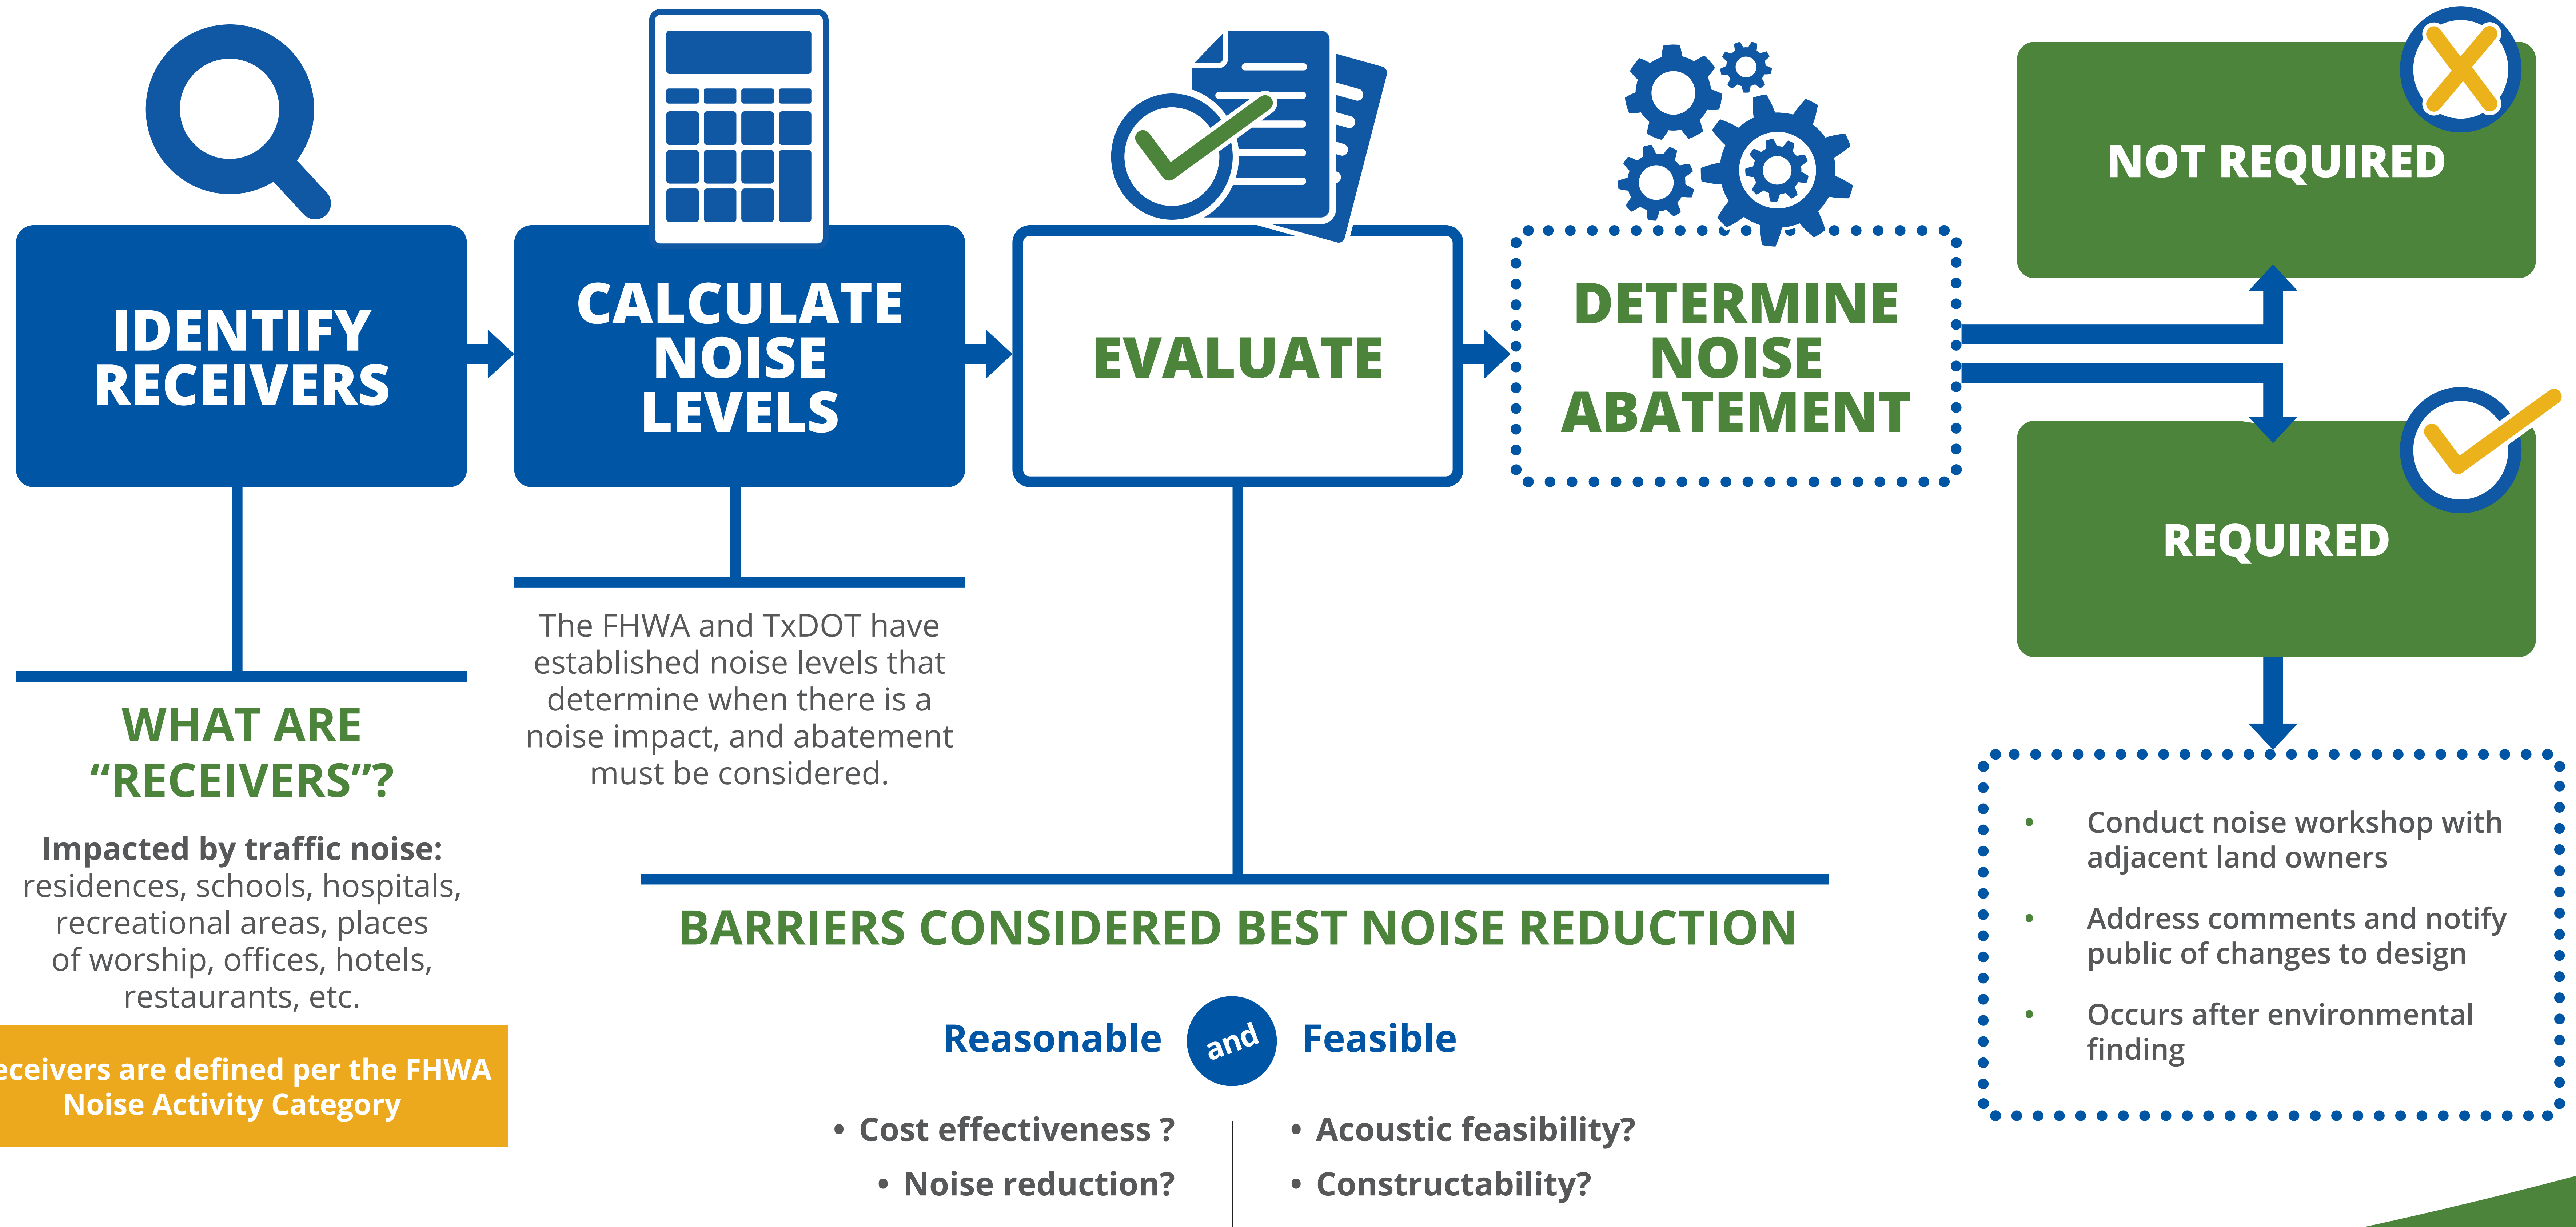 IDENTIFY
RECEIVERS
CALCULATE
NOISE
LEVELS
EVALUATE
DETERMINE
NOISE
ABATEMENT
NOT REQUIRED
REQUIRED
WHAT ARE
“RECEIVERS”?
Impacted by traffic noise:
residences, schools, hospitals,
recreational areas, places
of worship, offices, hotels,
restaurants, etc.
eceivers are defined per the FHWA
Noise Activity Category
The FHWA and TxDOT have
established noise levels that
determine when there is a
noise impact, and abatement
must be considered.
BARRIERS CONSIDERED BEST NOISE REDUCTION
Reasonable and Feasible
• Cost effectiveness ?
• Noise reduction?
• Acoustic feasibility?
• Constructability?
• Conduct noise workshop with
adjacent land owners
• Address comments and notify
public of changes to design
• Occurs after environmental
finding